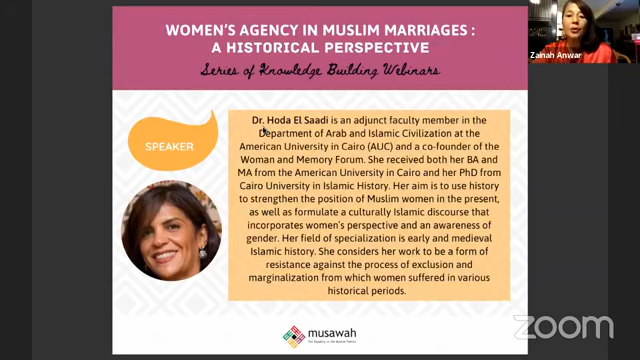 WOMEN'S AGENCY IN MUSLIM MARRIAGES :
A HISTORICAL PERSPECTIVE
Series of Knowledge Building Webinars
Zainah Anwar
SPEAKER
Dr. Hoda El Saadi is an adjunct faculty member in the
Department of Arab and Islamic Civilization at the
American University in Cairo (AUC) and a co-founder of the
Woman and Memory Forum. She received both her BA and
MA from the American University in Cairo and her PhD from
Cairo University in Islamic History. Her aim is to use history
to strengthen the position of Muslim women in the present,
as well as formulate a culturally Islamic discourse that
incorporates women's perspective and an awareness of
gender. Her field of specialization is early and medieval
Islamic history. She considers her work to be a form of
resistance against the process of exclusion and
marginalization from which women suffered in various
historical periods.
musawah
For Equality in the Muslim Family
zoom